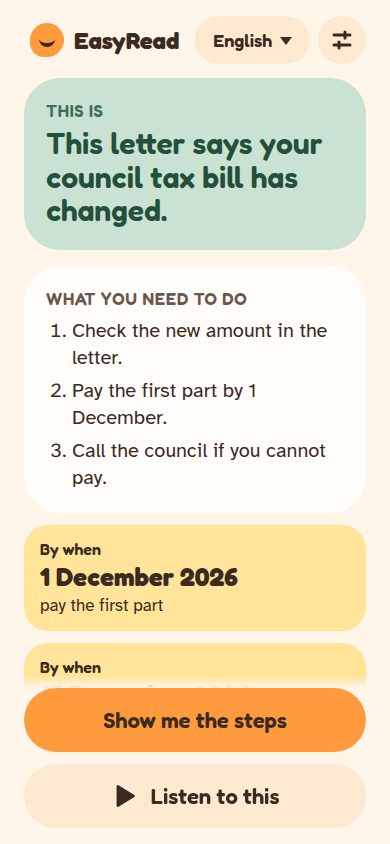 EasyRead
English
THIS IS
This letter says your
council tax bill has
changed.
WHAT YOU NEED TO DO
1. Check the new amount in the
letter.
2. Pay the first part by 1
December.
3. Call the council if you cannot
pay.
By when
1 December 2026
pay the first part
By when
Show me the steps
Listen to this